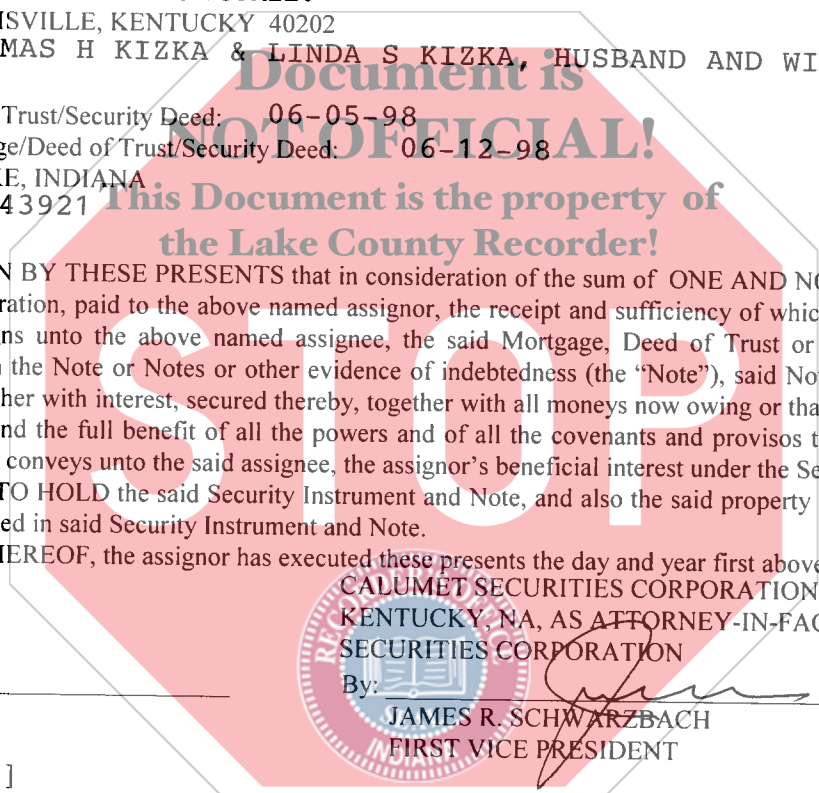 ISVILLE, KENTUCKY 40202
MAS H KIZKA & LINDA S KIZKA, HUSBAND AND WI
Document is
Trust/Security Deed: 06-05-98
NOT OFFICIAL!
ge/Deed of Trust/Security Deed: 06-12-98
KE, INDIANA
43921
This Document is the property of
the Lake County Recorder!
N BY THESE PRESENTS that in consideration of the sum of ONE AND NO
ration, paid to the above named assignor, the receipt and sufficiency of whic
ns unto the above named assignee, the said Mortgage, Deed of Trust or
the Note or Notes or other evidence of indebtedness (the “Note”), said No
her with interest, secured thereby, together with all moneys now owing or tha
nd the full benefit of all the powers and of all the covenants and provisos t
conveys unto the said assignee, the assignor’s beneficial interest under the Se
TO HOLD the said Security Instrument and Note, and also the said property
ed in said Security Instrument and Note.
HEREOF, the assignor has executed these presents the day and year first above
STOP
CALUMET SECURITIES CORPORATION
KENTUCKY, NA, AS ATTORNEY-IN-FAC
SECURITIES CORPORATION
By:
JAMES R. SCHWARZBACH
FIRST VICE PRESIDENT
]
SEAL
INDIANA